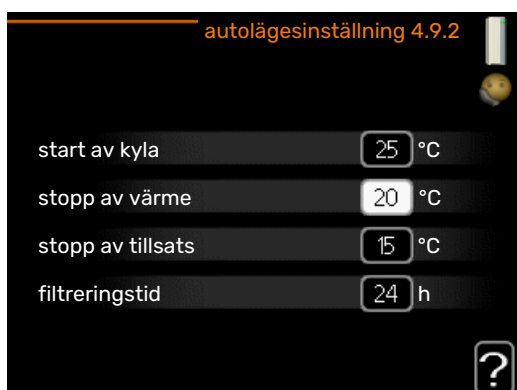 autolägesinställning 4.9.2
start av kyla 25 °C
stopp av värme 20 °C
stopp av tillsats 15 °C
filtreringstid 24 h
?